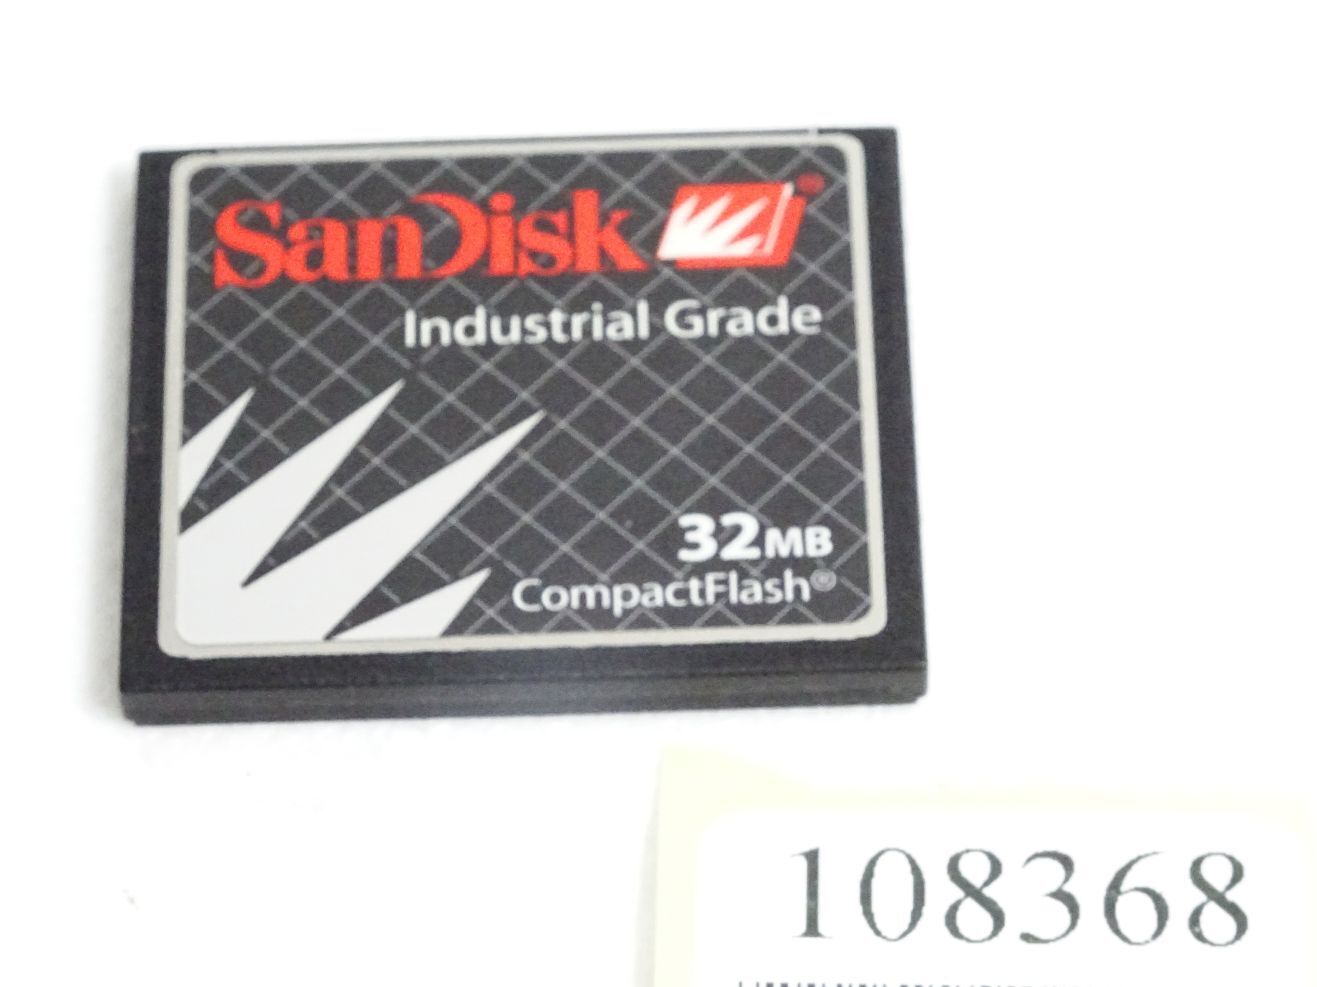 SanDisk ®
Industrial Grade
32MB
CompactFlash®
108368